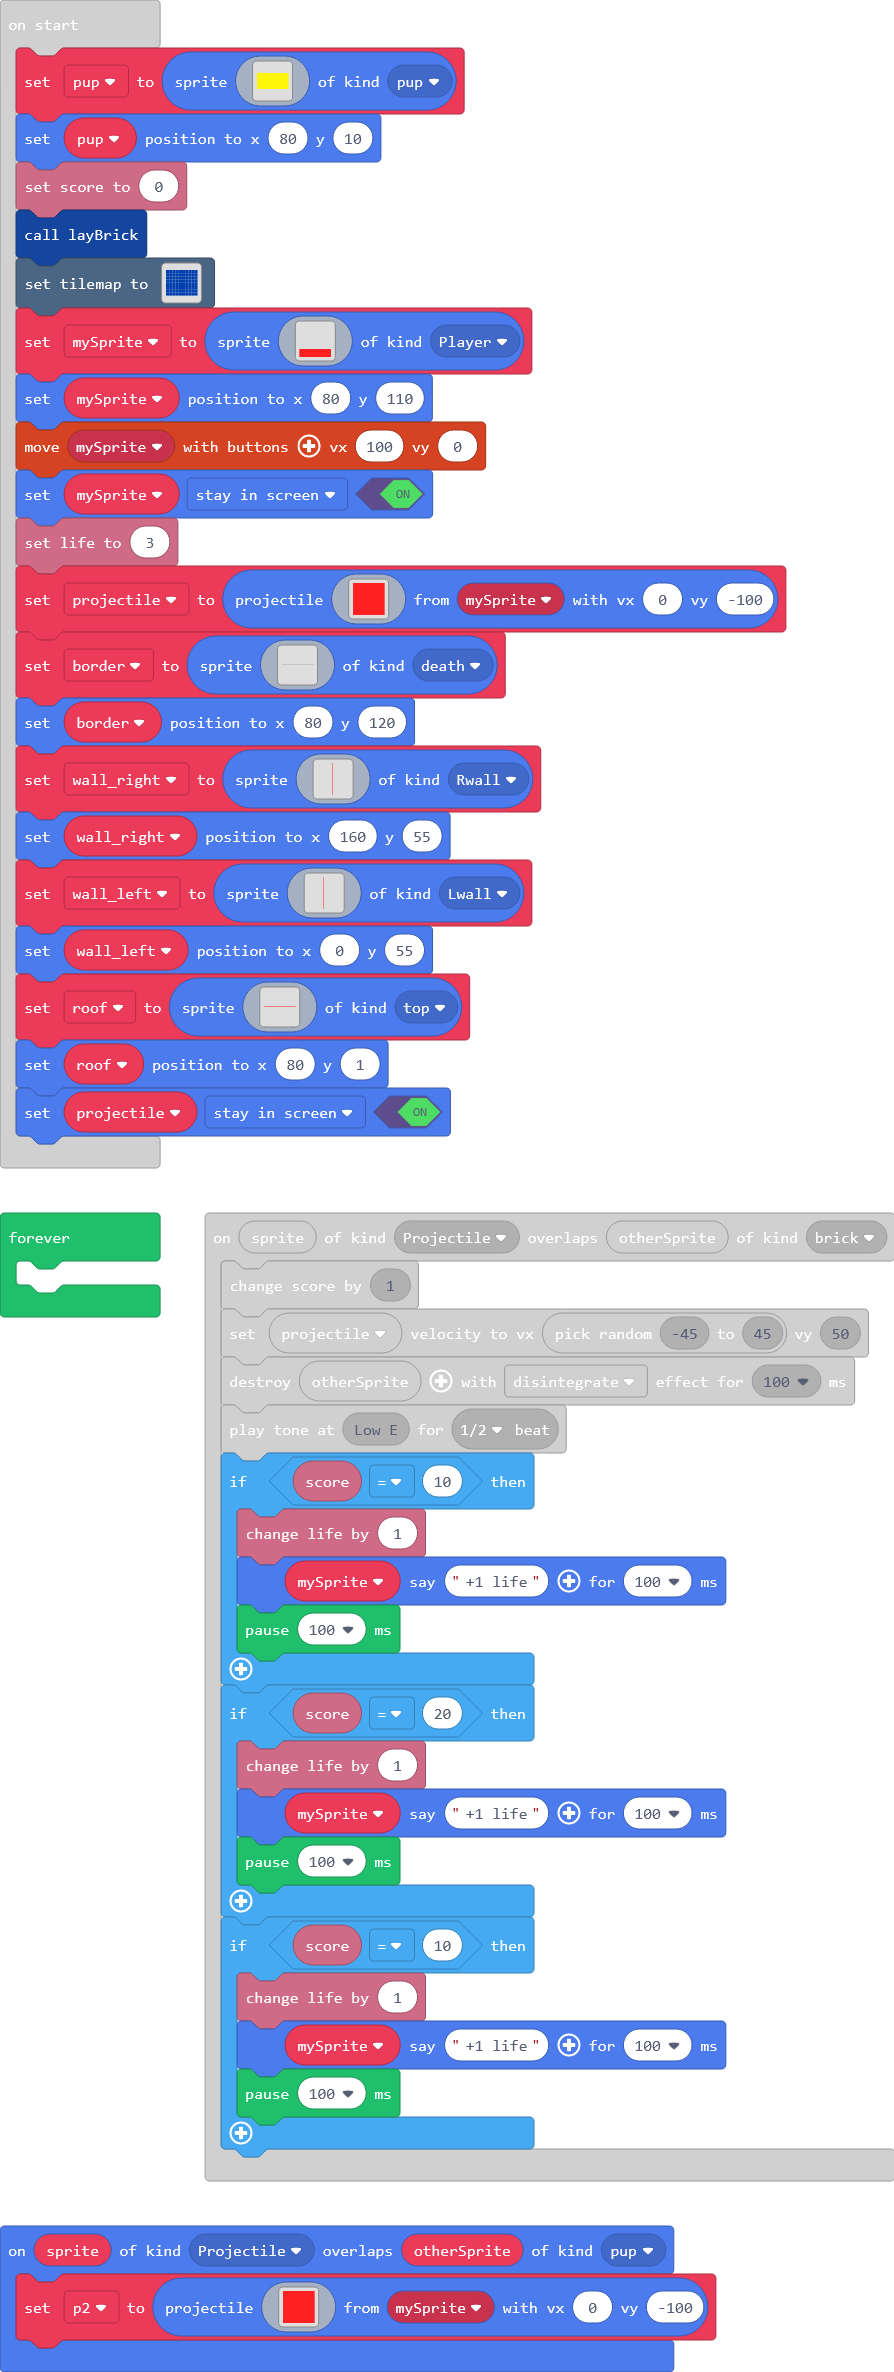 on start
set pup to sprite of kind pup
set pup position to x 80 y 10
set score to 0
call layBrick
set tilemap to
set mySprite to sprite of kind Player
set mySprite position to x 80 y 110
move mySprite with buttons vx 100 vy 0
set mySprite stay in screen ON
set life to 3
set projectile to projectile from mySprite with vx 0 vy -100
set border to sprite of kind death
set border position to x 80 y 120
set wall_right to sprite of kind Rwall
set wall_right position to x 160 y 55
set wall_left to sprite of kind Lwall
set wall_left position to x 0 y 55
set roof to sprite of kind top
set roof position to x 80 y 1
set projectile stay in screen ON
forever
on sprite of kind Projectile overlaps otherSprite of kind brick
change score by 1
set projectile velocity to vx pick random -45 to 45 vy 50
destroy otherSprite with disintegrate effect for 100 ms
play tone at Low E for 1/2 beat
if score = 10 then
change life by 1
mySprite say "+1 life" for 100 ms
pause 100 ms
if score = 20 then
change life by 1
mySprite say "+1 life" for 100 ms
pause 100 ms
if score = 10 then
change life by 1
mySprite say "+1 life" for 100 ms
pause 100 ms
on sprite of kind Projectile overlaps otherSprite of kind pup
set p2 to projectile from mySprite with vx 0 vy -100